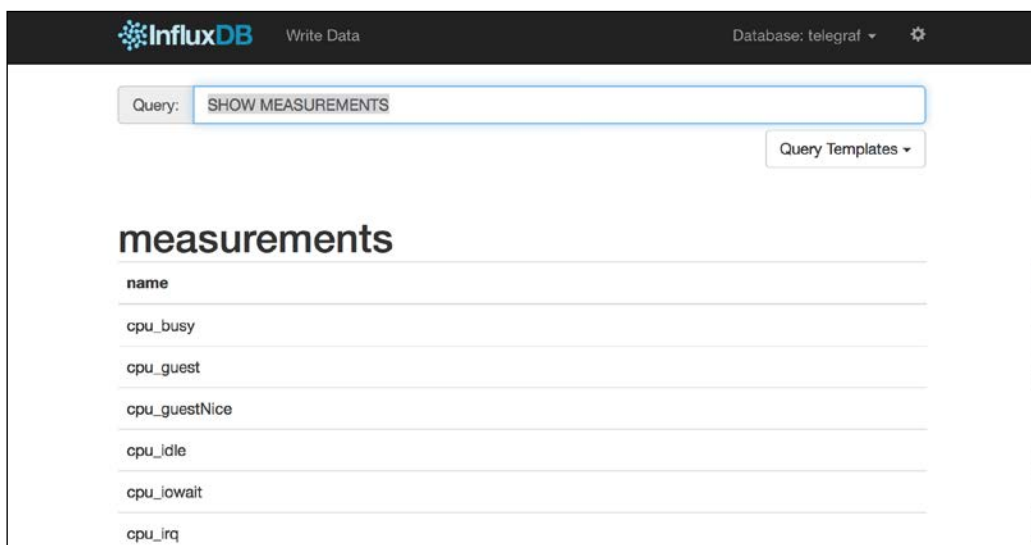 InfluxDB Write Data Database: telegraf
Query: SHOW MEASUREMENTS
Query Templates
measurements
name
cpu_busy
cpu_guest
cpu_guestNice
cpu_idle
cpu_iowait
cpu_irq